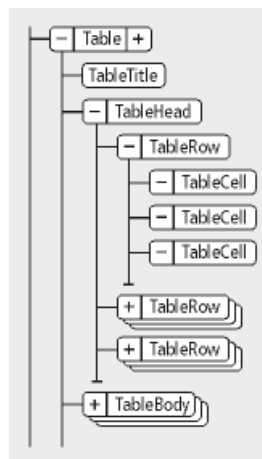 − Table +
TableTitle
− TableHead
− TableRow
− TableCell
− TableCell
− TableCell
+ TableRow
+ TableRow
+ TableBody